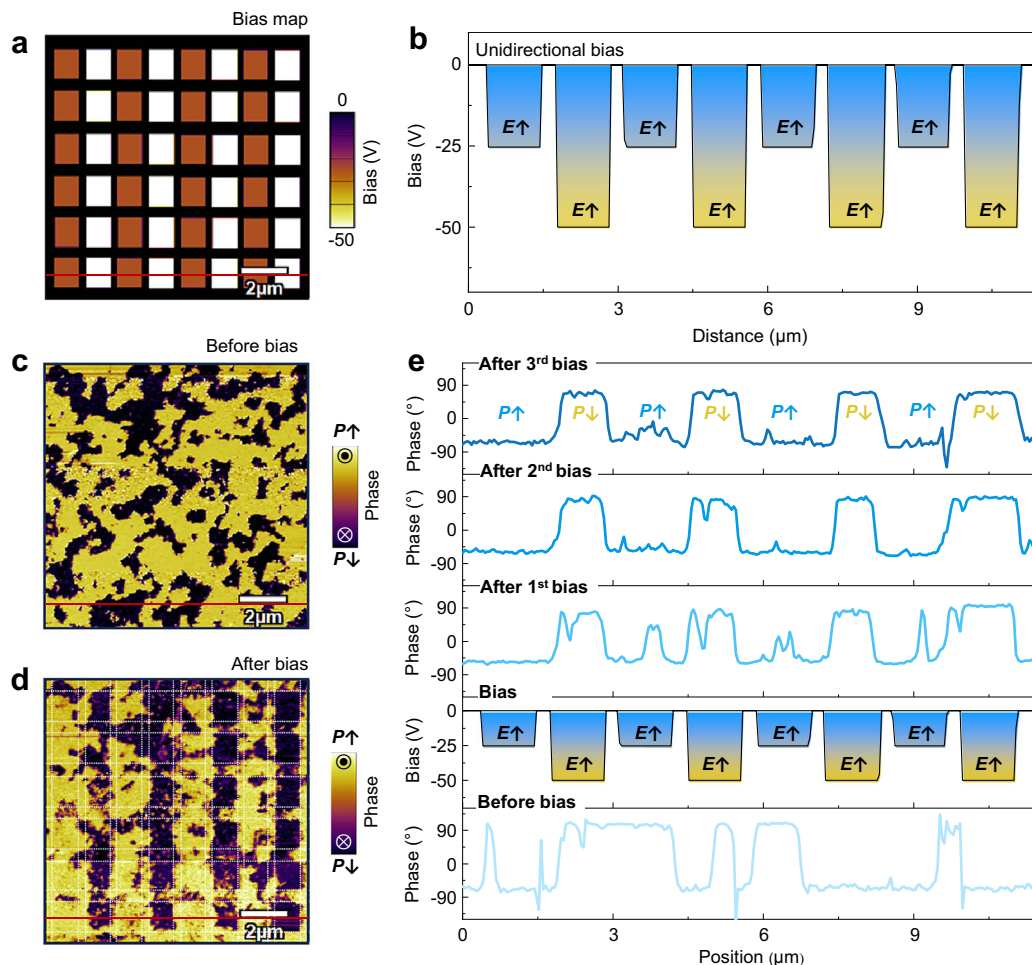 a
Bias map
2μm
0
Bias (V)
-50
b
Unidirectional bias
0
-25
-50
Bias (V)
E↑ E↑ E↑ E↑ E↑ E↑ E↑ E↑
0 3 6 9
Distance (μm)
c
Before bias
2μm
P↑
Phase
P↓
d
After bias
2μm
P↑
Phase
P↓
e
After 3rd bias
90
0
-90
Phase (°)
P↑ P↓ P↑ P↓ P↑ P↓ P↑ P↓
After 2nd bias
90
0
-90
Phase (°)
After 1st bias
90
0
-90
Phase (°)
Bias
0
-25
-50
Bias (V)
E↑ E↑ E↑ E↑ E↑ E↑ E↑ E↑
Before bias
90
0
-90
Phase (°)
0 3 6 9
Position (μm)